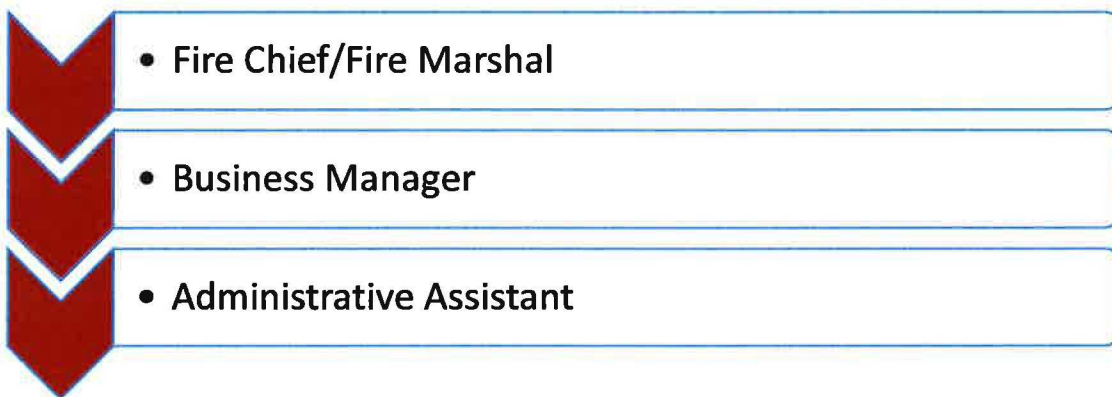 • Fire Chief/Fire Marshal
• Business Manager
• Administrative Assistant